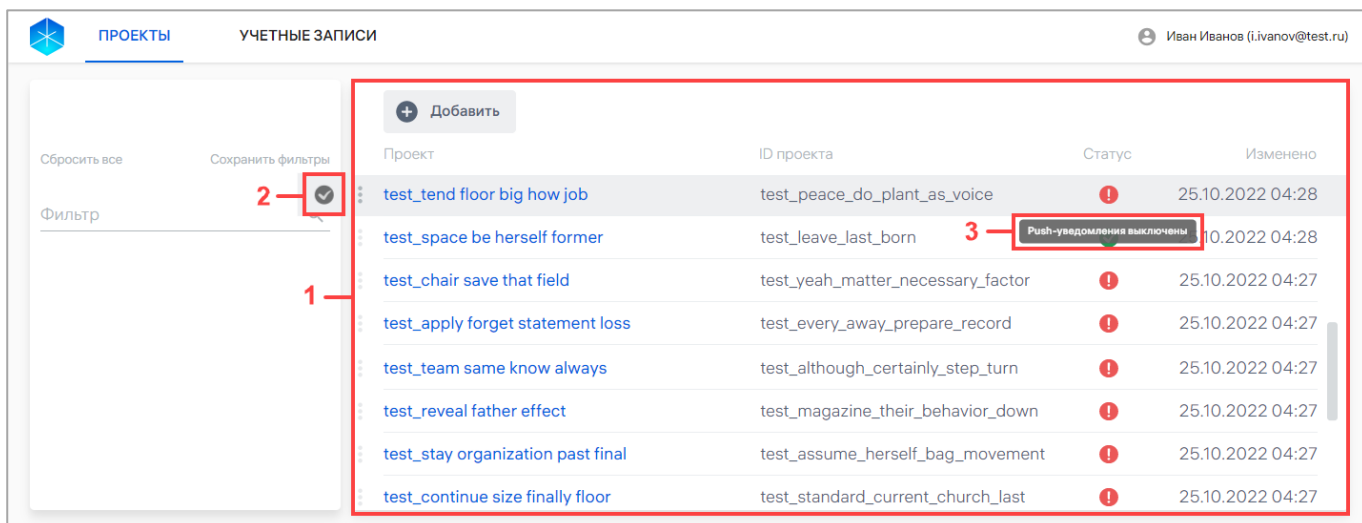 ПРОЕКТЫ УЧЕТНЫЕ ЗАПИСИ Иван Иванов (i.ivanov@test.ru)
Добавить
Сбросить все Сохранить фильтры Проект ID проекта Статус Изменено
2 test_tend floor big how job test_peace_do_plant_as_voice 25.10.2022 04:28
Фильтр
test_space be herself former test_leave_last_born 3 Push-уведомления выключены 10.2022 04:28
1 test_chair save that field test_yeah_matter_necessary_factor 25.10.2022 04:27
test_apply forget statement loss test_every_away_prepare_record 25.10.2022 04:27
test_team same know always test_although_certainly_step_turn 25.10.2022 04:27
test_reveal father effect test_magazine_their_behavior_down 25.10.2022 04:27
test_stay organization past final test_assume_herself_bag_movement 25.10.2022 04:27
test_continue size finally floor test_standard_current_church_last 25.10.2022 04:27